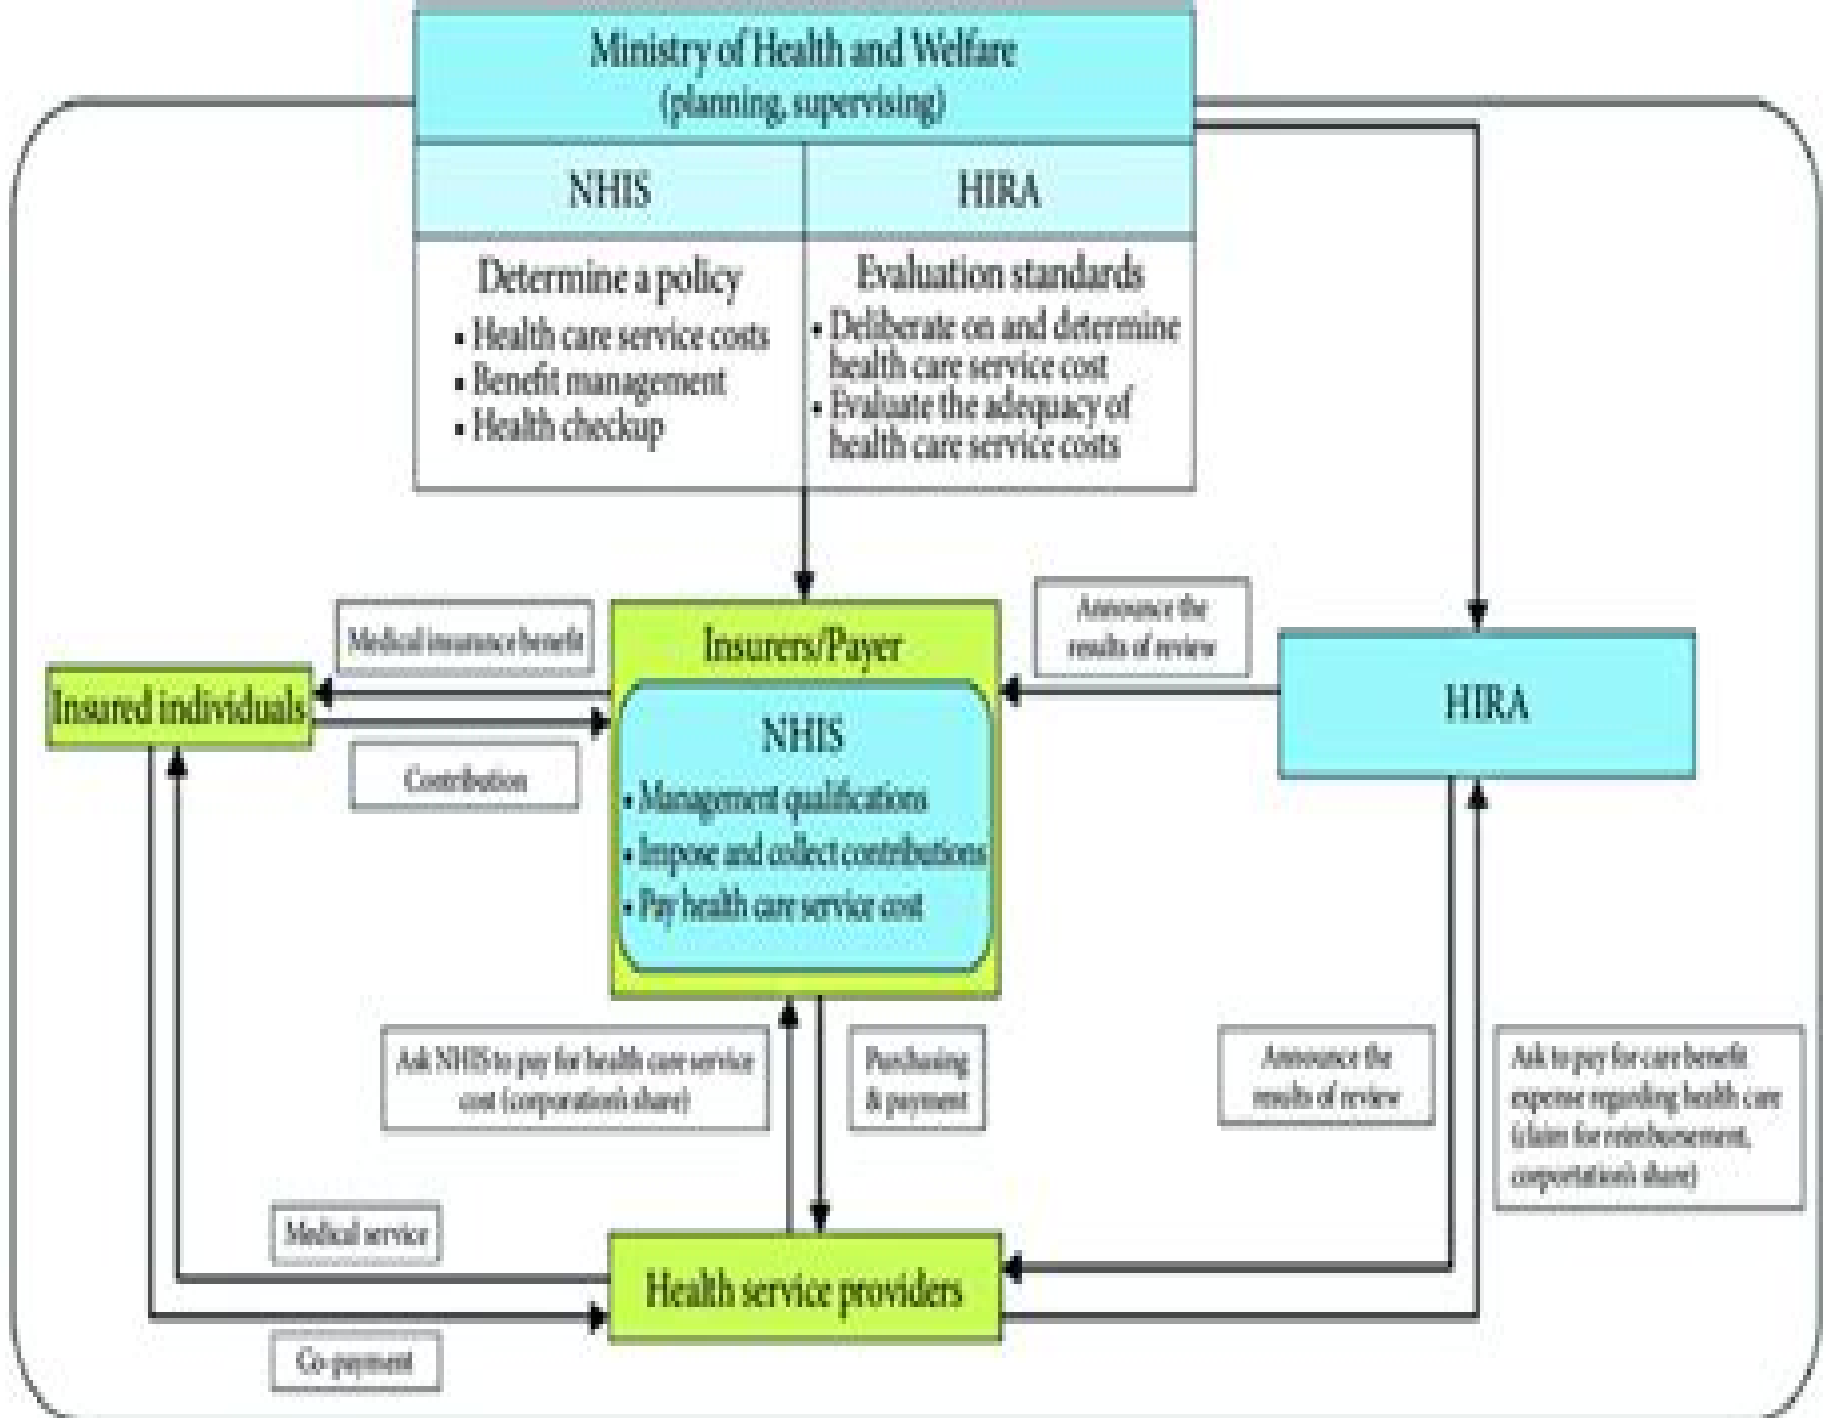 Ministry of Health and Welfare
(planning, supervising)
NHIS
HIRA
Determine a policy
• Health care service costs
• Benefit management
• Health checkup
Evaluation standards
• Deliberate on and determine
health care service cost
• Evaluate the adequacy of
health care service costs
Medical insurance benefit
Insured individuals
Contribution
Insurers/Payer
NHIS
• Management qualifications
• Impose and collect contributions
• Pay health care service cost
Announce the
results of review
HIRA
Ask NHIS to pay for health care service
cost (corporation's share)
Purchasing
& payment
Announce the
results of review
Ask to pay for care benefit
expense regarding health care
(claim for reimbursement,
corportation's share)
Medical service
Health service providers
Co-payment